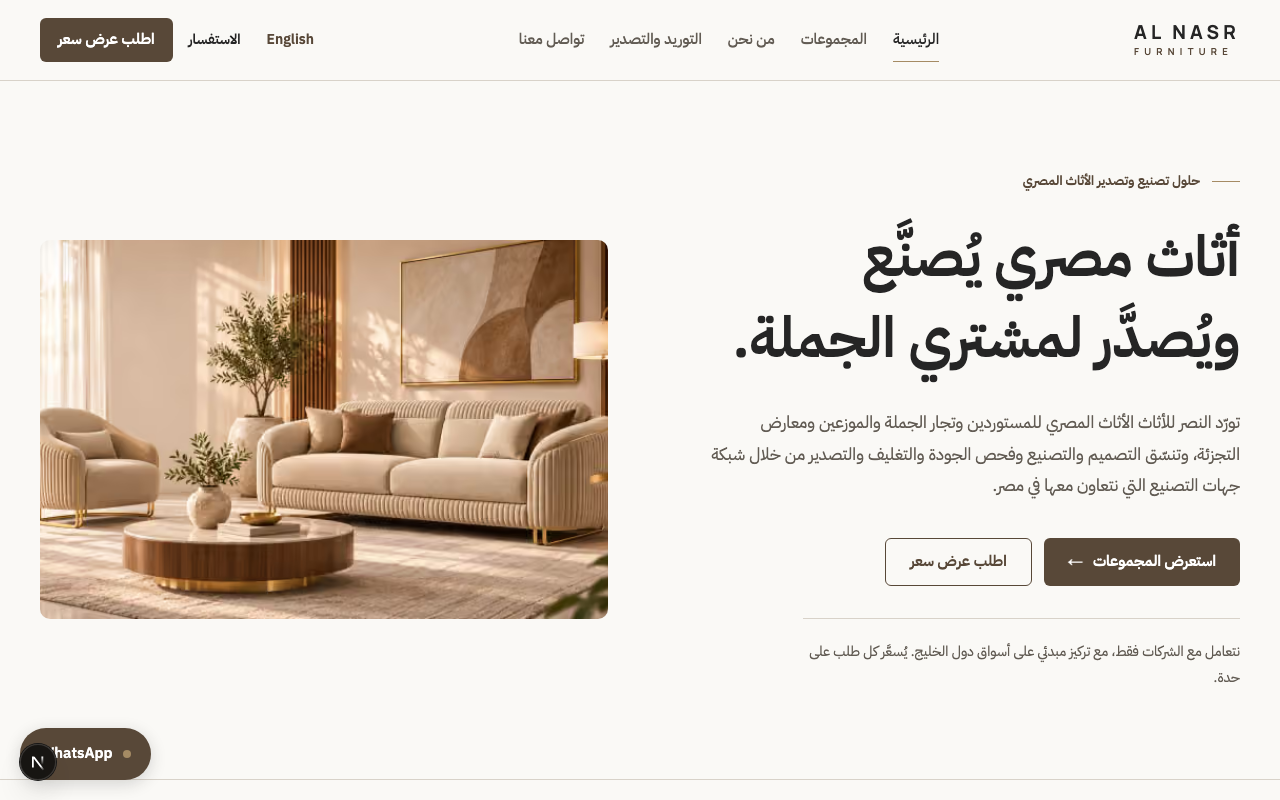 AL NASR
FURNITURE
الرئيسية
المجموعات
من نحن
التوريد والتصدير
تواصل معنا
English
الاستفسار
اطلب عرض سعر
حلول تصنيع وتصدير الأثاث المصري
أثاث مصري يُصنَّع
ويُصدَّر لمشتري الجملة.
تورّد النصر للأثاث الأثاث المصري للمستوردين وتجار الجملة والموزعين ومعارض
التجزئة، وتنسّق التصميم والتصنيع وفحص الجودة والتغليف والتصدير من خلال شبكة
جهات التصنيع التي نتعاون معها في مصر.
استعرض المجموعات ←
اطلب عرض سعر
نتعامل مع الشركات فقط، مع تركيز مبدئي على أسواق دول الخليج. يُسعَّر كل طلب على
حدة.
hatsApp
N